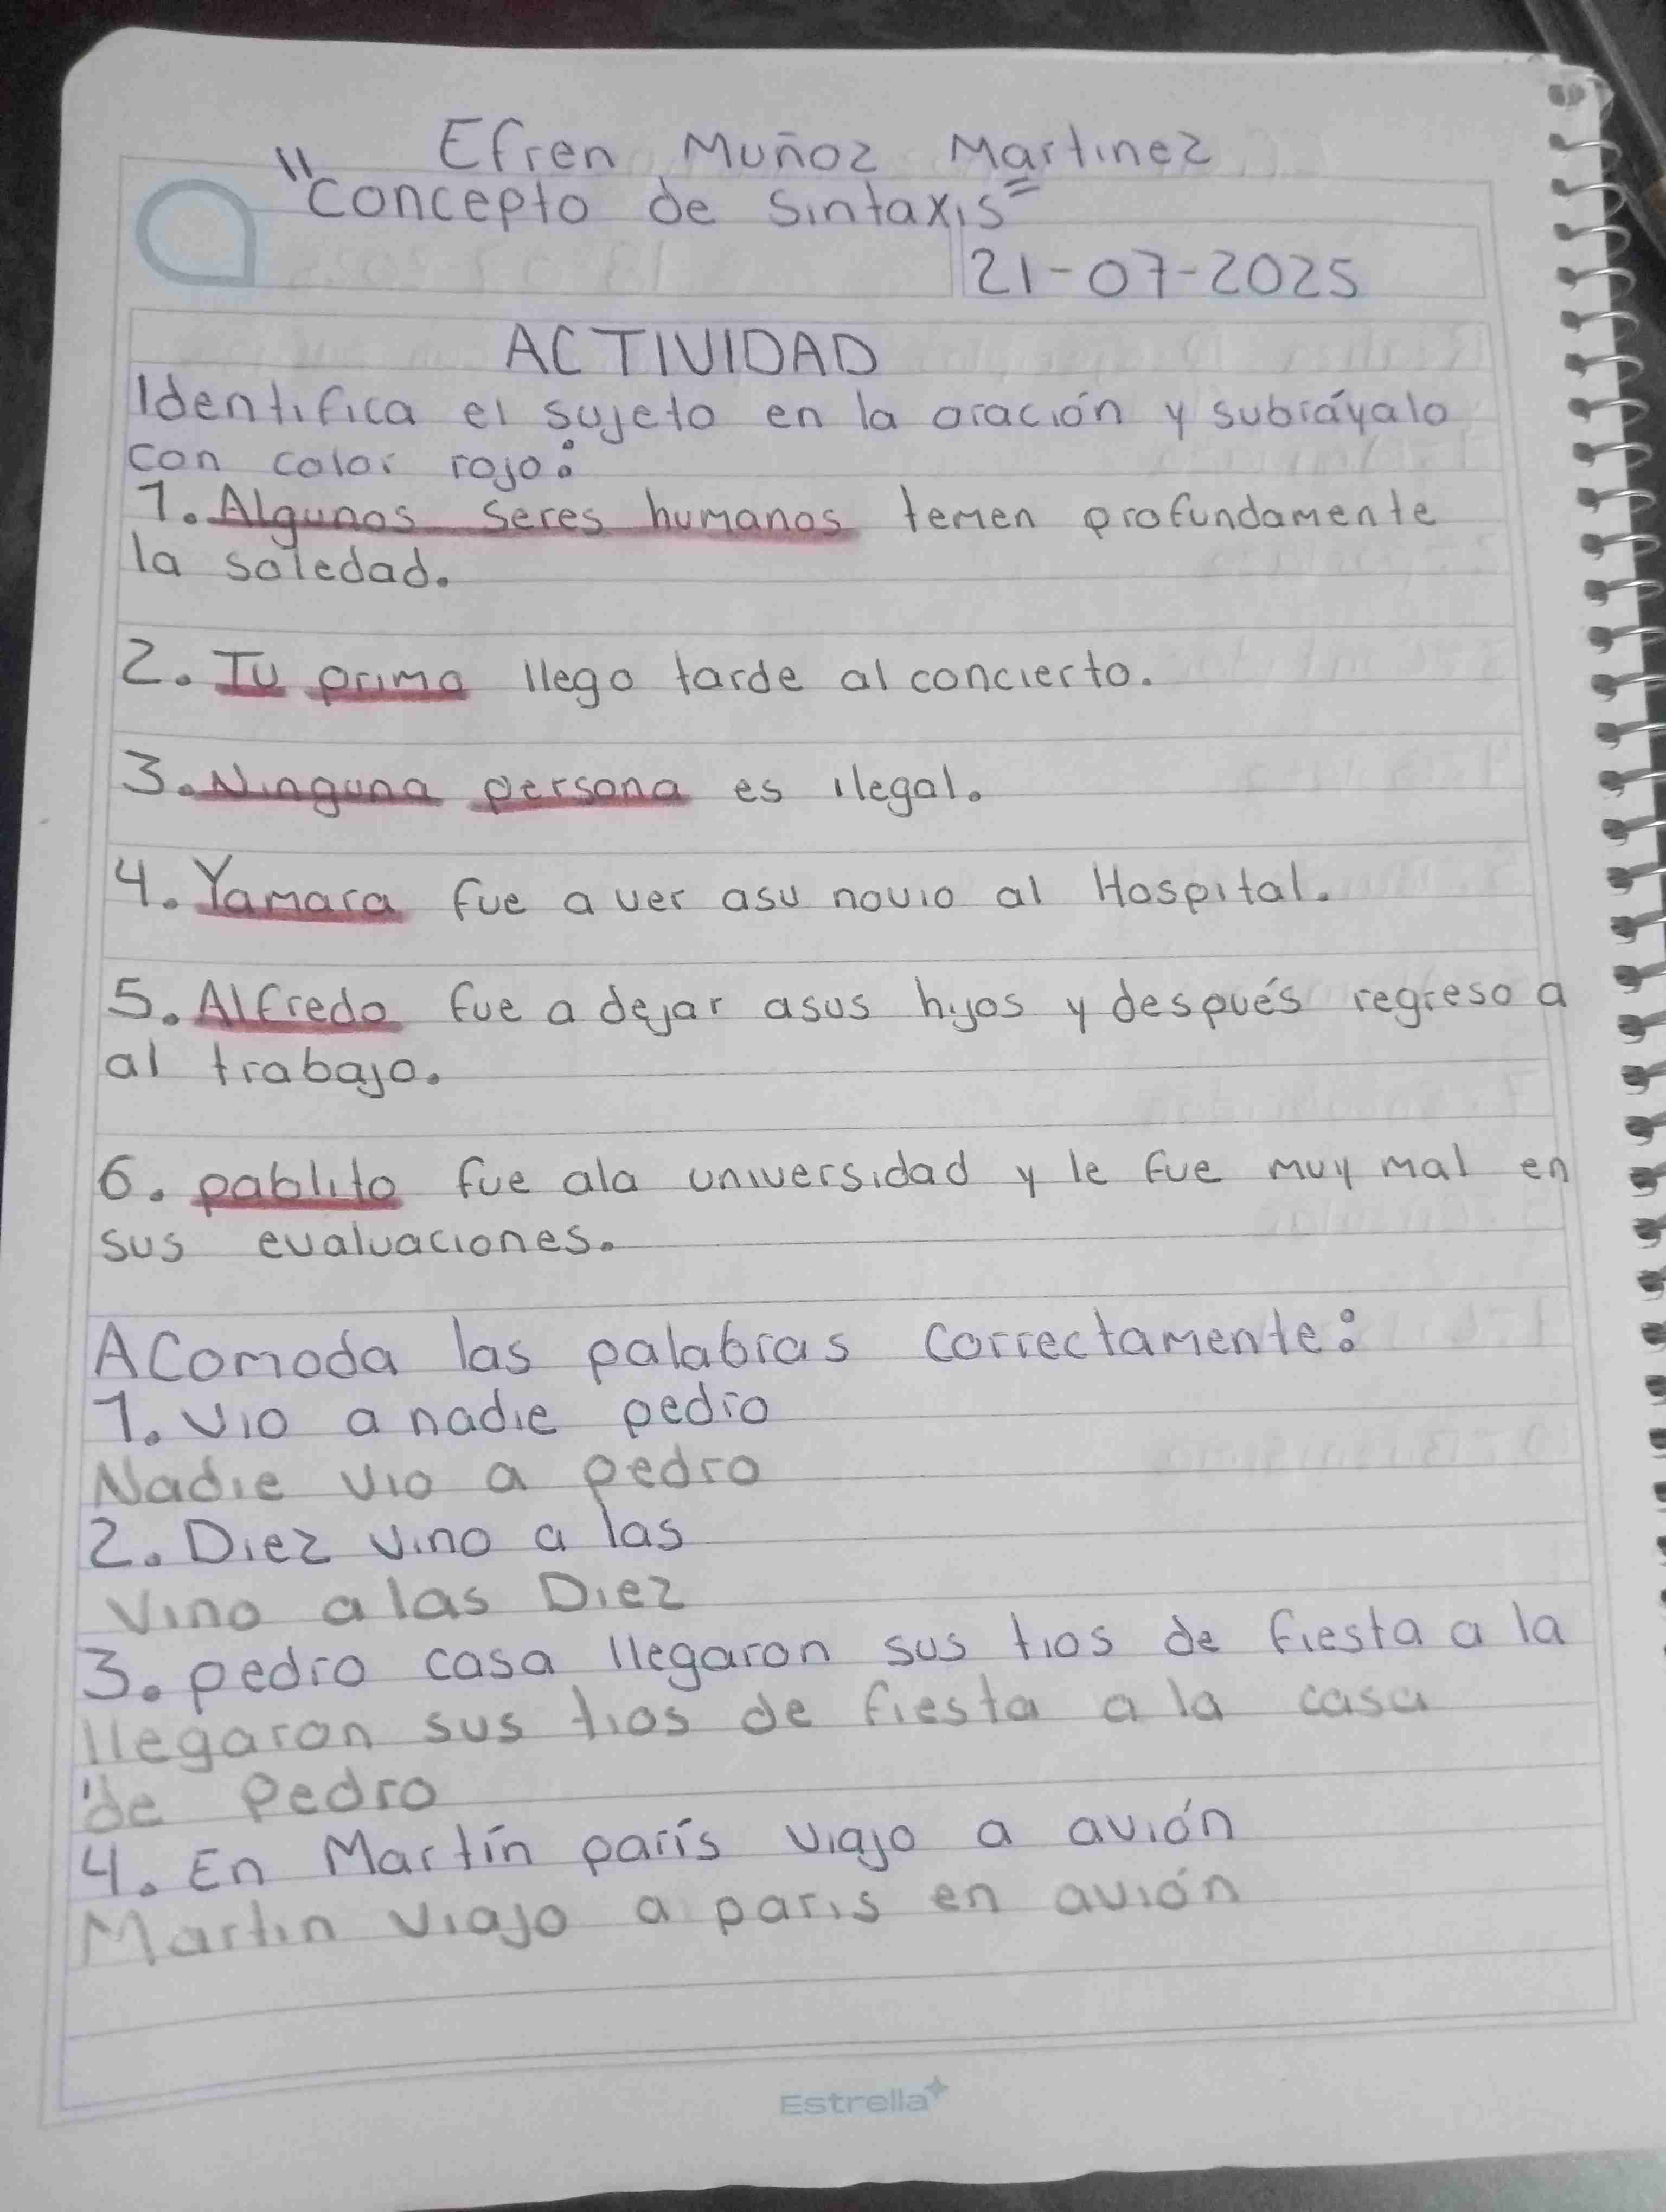 Efren Muñoz Martinez
"Concepto de Sintaxis"
21-07-2025
ACTIVIDAD
Identifica el sujeto en la oración y subráyalo
con color rojo:
1. Algunos seres humanos temen profundamente
la soledad.
2. Tu primo llego tarde al concierto.
3. Ninguna persona es ilegal.
4. Yamara fue a ver asu novio al Hospital.
5. Alfredo fue a dejar asus hijos y después regreso a
al trabajo.
6. pablito fue ala universidad y le fue muy mal en
sus evaluaciones.
Acomoda las palabras correctamente:
1. Vio a nadie pedro
Nadie vio a pedro
2. Diez vino a las
Vino a las Diez
3. pedro casa llegaron sus tios de fiesta a la
llegaron sus tios de fiesta a la casa
de Pedro
4. En Martín parís viajo a avión
Martin viajo a paris en avión
Estrella